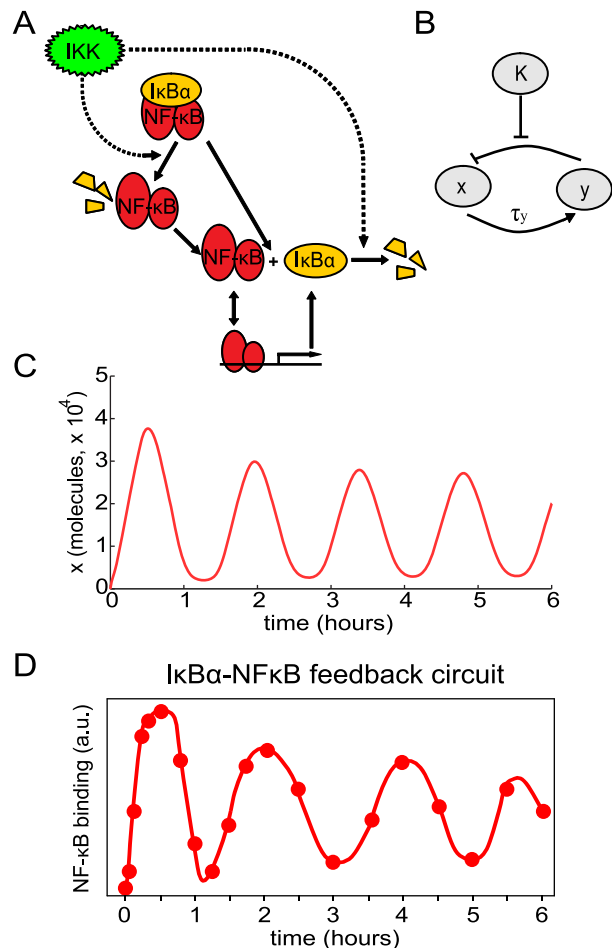 A
IKK
IκBα
NF-κB
NF-κB
NF-κB
+
IκBα
B
K
x
y
τy
C
x (molecules, x 10⁴)
5
4
3
2
1
0
0
1
2
3
4
5
6
time (hours)
D
IκBα-NFκB feedback circuit
NF-κB binding (a.u.)
0
1
2
3
4
5
6
time (hours)